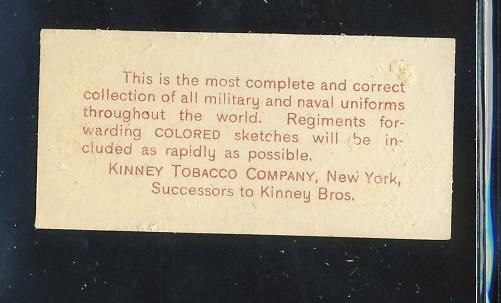 This is the most complete and correct
collection of all military and naval uniforms
throughout the world. Regiments for-
warding COLORED sketches will be in-
cluded as rapidly as possible.
KINNEY TOBACCO COMPANY, New York,
Successors to Kinney Bros.